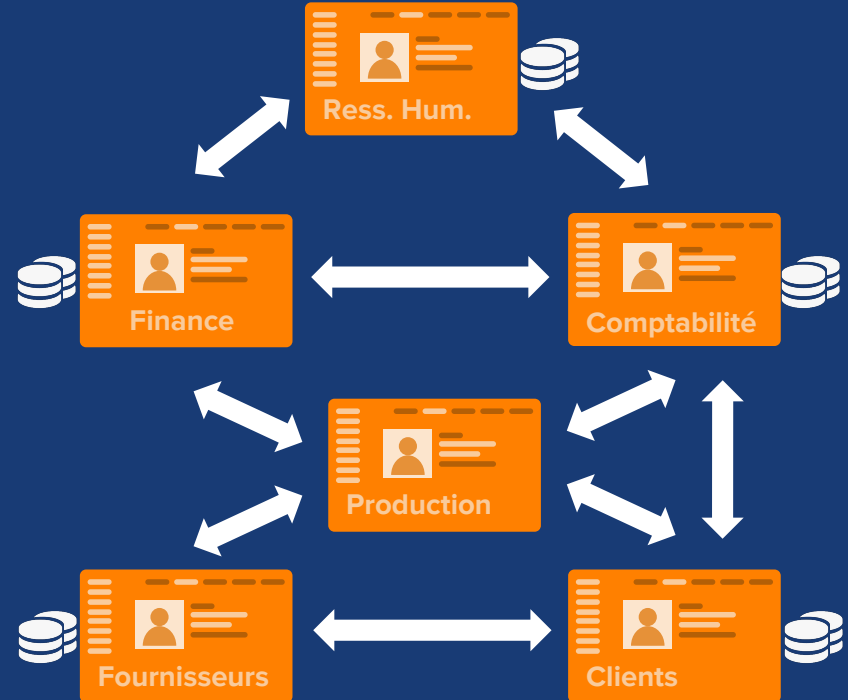 Ress. Hum.
Finance
Comptabilité
Production
Fournisseurs
Clients